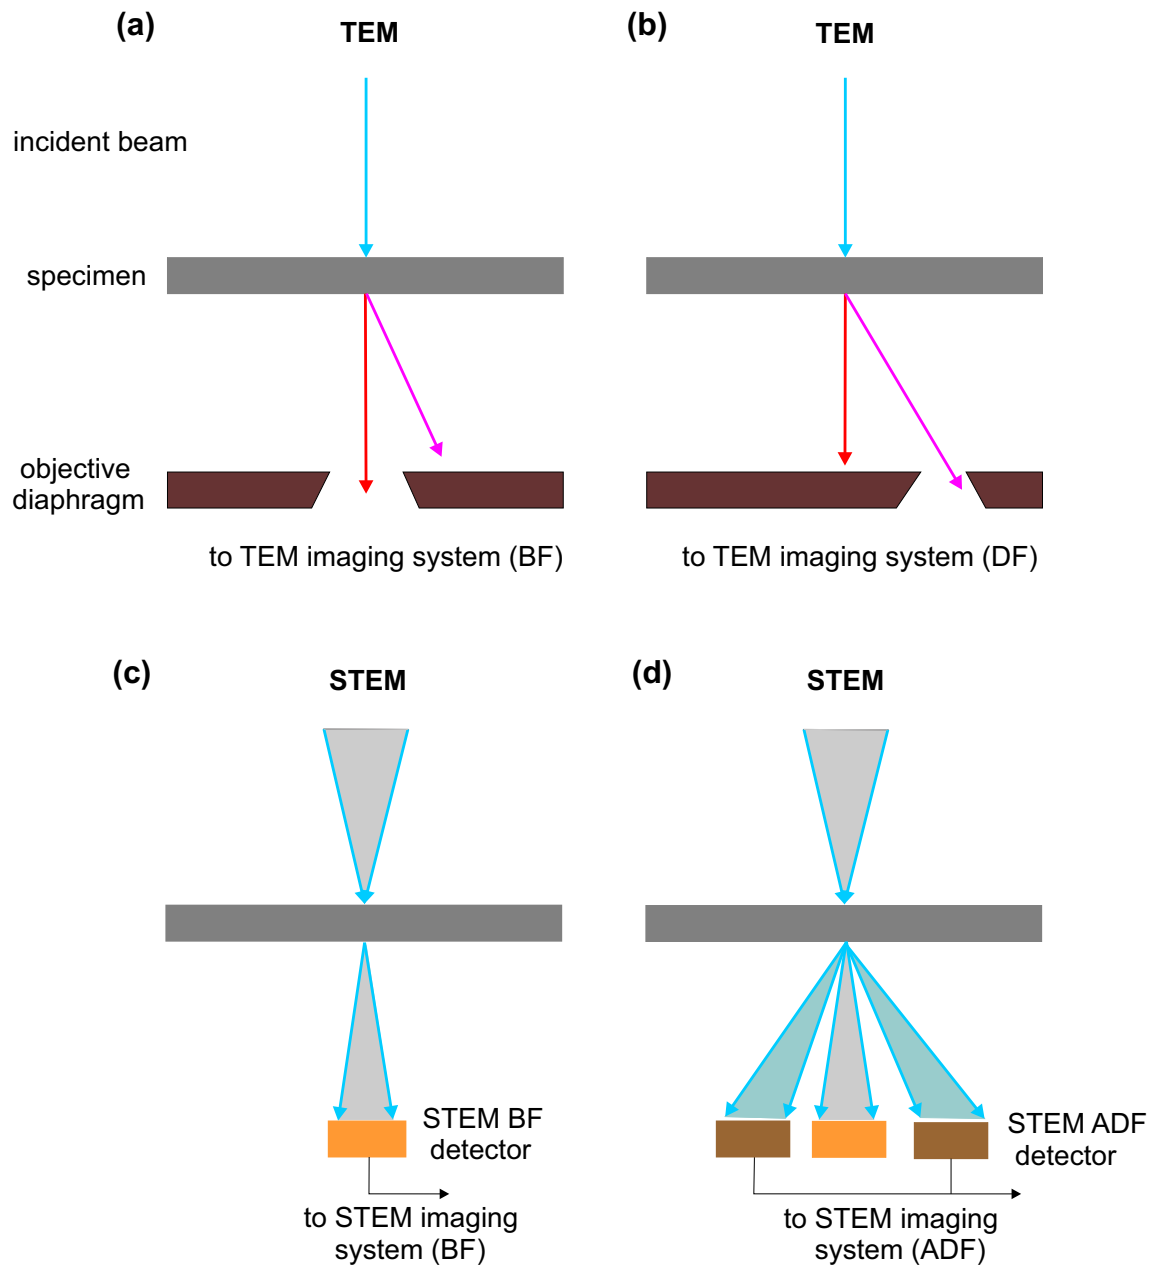 (a)
TEM
(b)
TEM
incident beam
specimen
objective
diaphragm
to TEM imaging system (BF)
to TEM imaging system (DF)
(c)
STEM
(d)
STEM
STEM BF
detector
to STEM imaging
system (BF)
STEM ADF
detector
to STEM imaging
system (ADF)